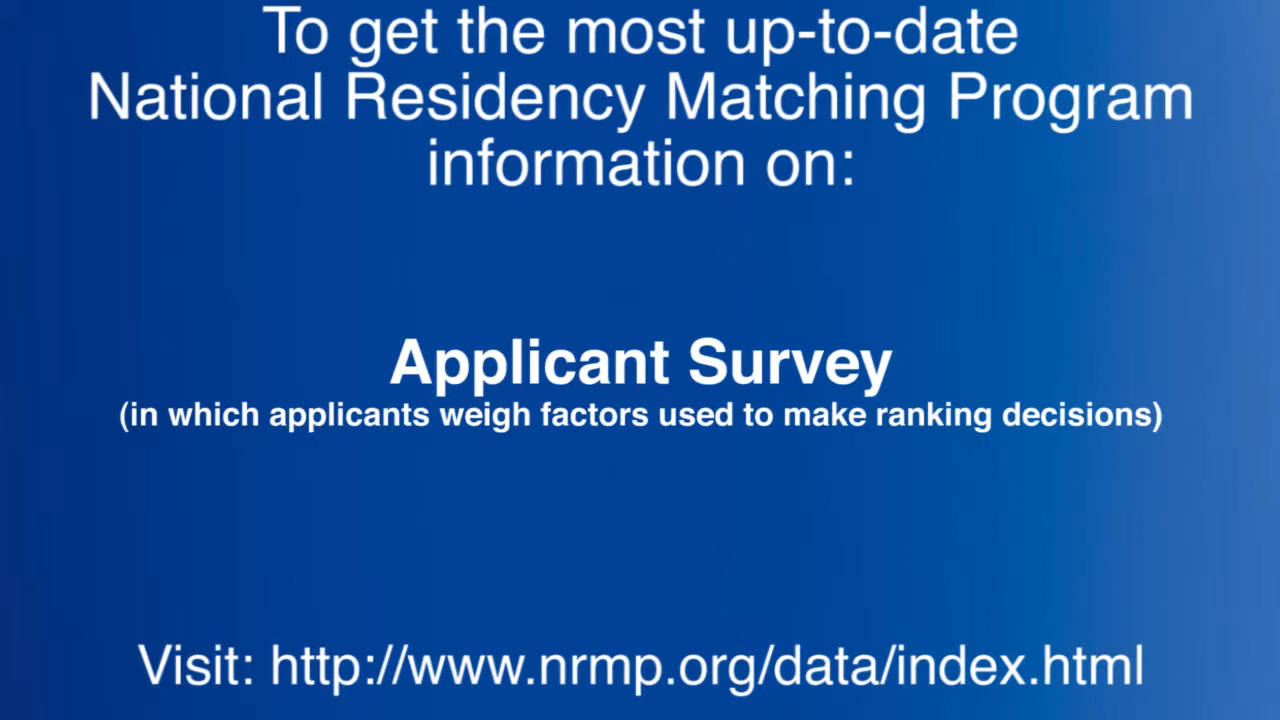 To get the most up-to-date
National Residency Matching Program
information on:
Applicant Survey
(in which applicants weigh factors used to make ranking decisions)
Visit: http://www.nrmp.org/data/index.html